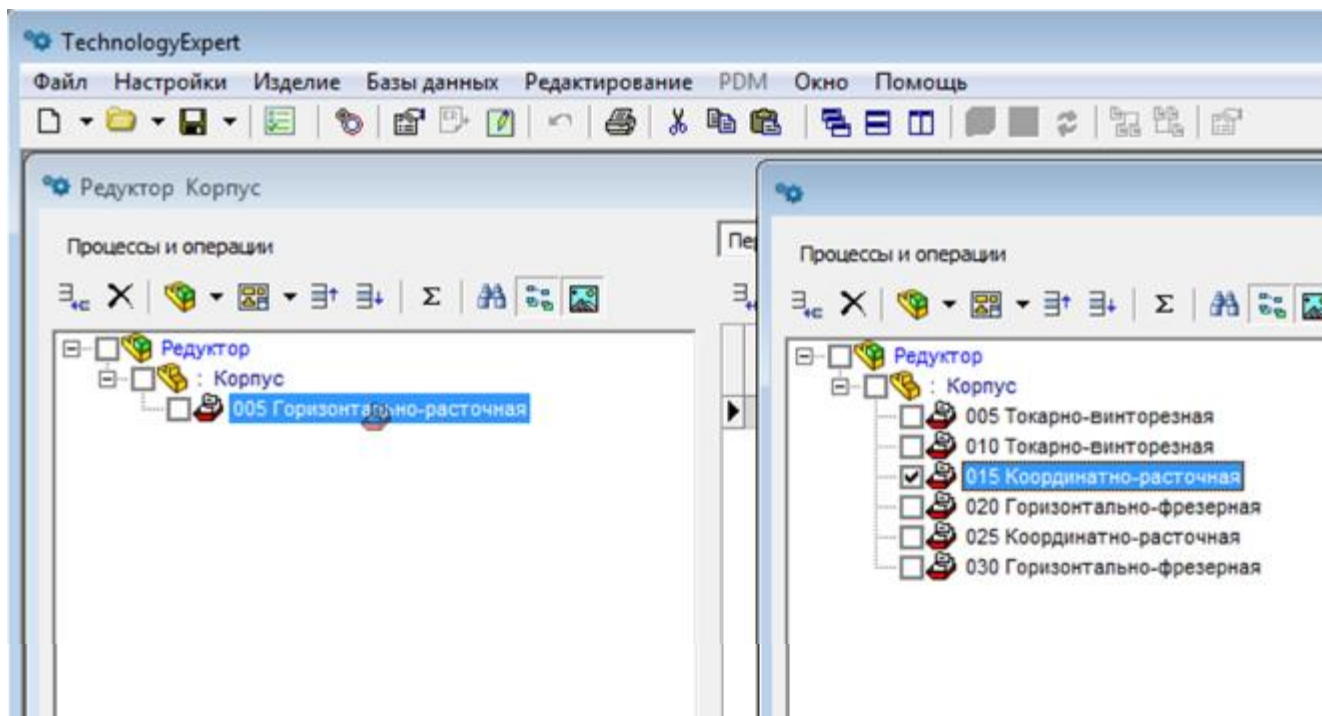 TechnologyExpert
Файл Настройки Изделие Базы данных Редактирование PDM Окно Помощь
Редуктор Корпус
Процессы и операции
Σ
Редуктор
: Корпус
005 Горизонтально-расточная
Пе
Процессы и операции
Σ
Редуктор
: Корпус
005 Токарно-винторезная
010 Токарно-винторезная
015 Координатно-расточная
020 Горизонтально-фрезерная
025 Координатно-расточная
030 Горизонтально-фрезерная